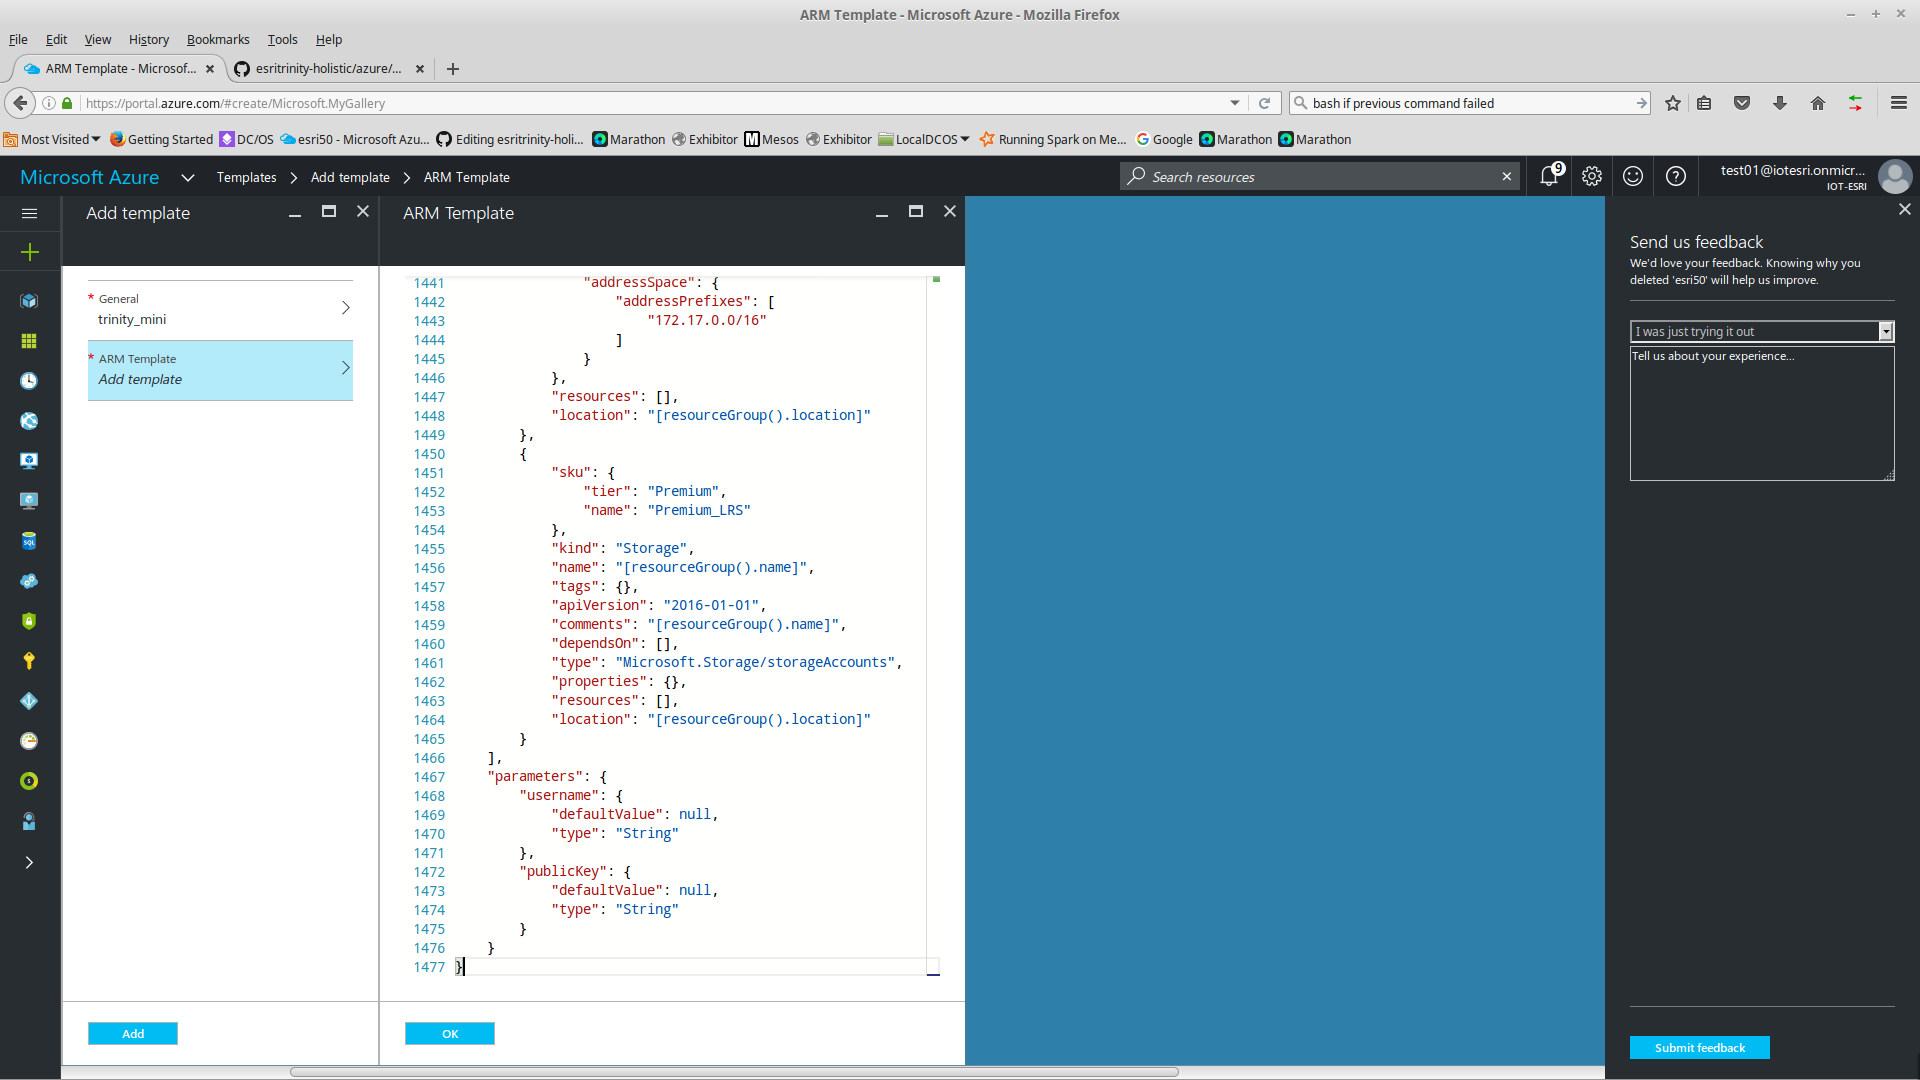 ARM Template - Microsoft Azure - Mozilla Firefox
File Edit View History Bookmarks Tools Help
ARM Template - Microsof... esritrinity-holistic/azure/...
https://portal.azure.com/#create/Microsoft.MyGallery bash if previous command failed
Most Visited Getting Started DC/OS esri50 - Microsoft Azu... Editing esritrinity-holi... Marathon Exhibitor Mesos Exhibitor LocalDCOS Running Spark on Me... Google Marathon Marathon
Microsoft Azure Templates Add template ARM Template Search resources 9 test01@iotesri.onmicr...
IOT-ESRI
Add template
* General
trinity_mini
* ARM Template
Add template
Add
ARM Template
1441 "addressSpace": {
1442 "addressPrefixes": [
1443 "172.17.0.0/16"
1444 ]
1445 }
1446 },
1447 "resources": [],
1448 "location": "[resourceGroup().location]"
1449 },
1450 {
1451 "sku": {
1452 "tier": "Premium",
1453 "name": "Premium_LRS"
1454 },
1455 "kind": "Storage",
1456 "name": "[resourceGroup().name]",
1457 "tags": {},
1458 "apiVersion": "2016-01-01",
1459 "comments": "[resourceGroup().name]",
1460 "dependsOn": [],
1461 "type": "Microsoft.Storage/storageAccounts",
1462 "properties": {},
1463 "resources": [],
1464 "location": "[resourceGroup().location]"
1465 }
1466 ],
1467 "parameters": {
1468 "username": {
1469 "defaultValue": null,
1470 "type": "String"
1471 },
1472 "publicKey": {
1473 "defaultValue": null,
1474 "type": "String"
1475 }
1476 }
1477 }
OK
Send us feedback
We'd love your feedback. Knowing why you
deleted 'esri50' will help us improve.
I was just trying it out
Tell us about your experience...
Submit feedback